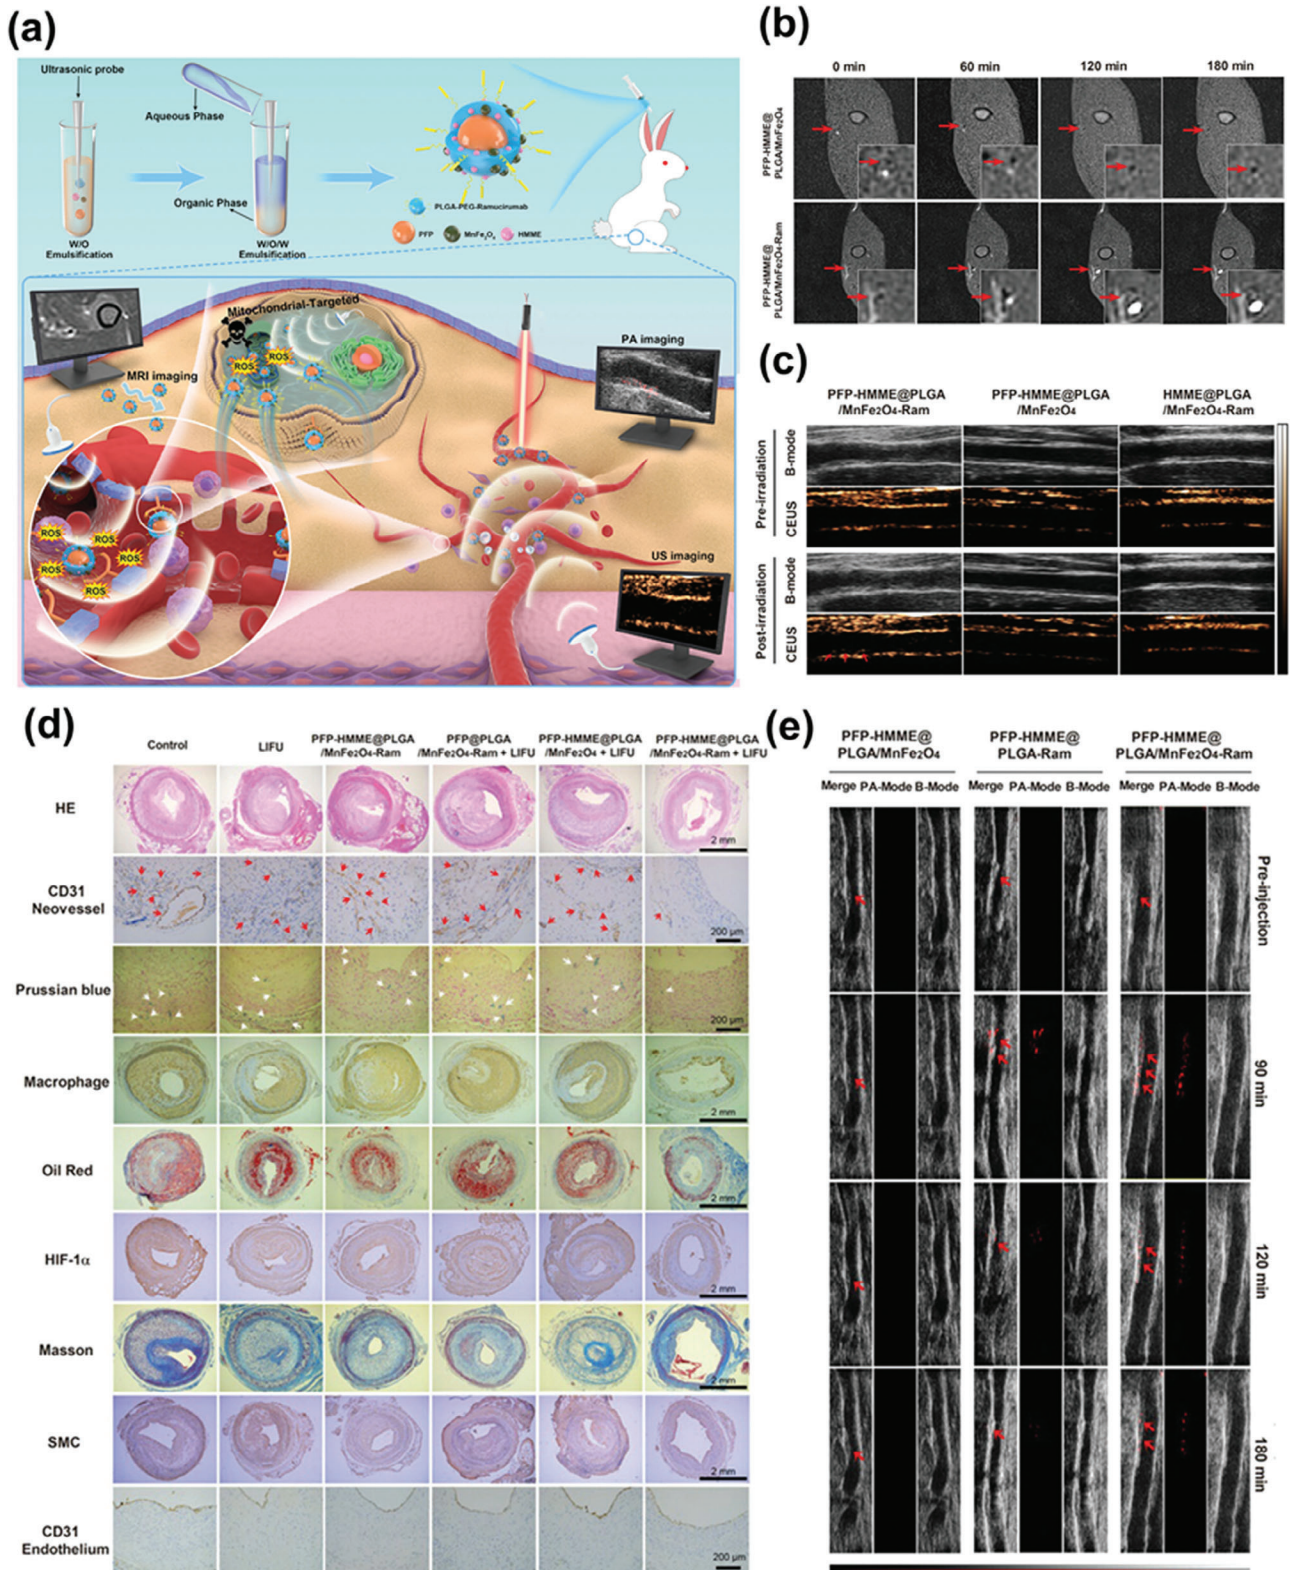 (a)
Ultrasonic probe
Aqueous Phase
Organic Phase
W/O
Emulsification
W/O/W
Emulsification
PLGA-PEG-Ramucirumab
PFP
MnFe2O4
HMME
Mitochondrial-Targeted
ROS
ROS
MRI imaging
PA imaging
US imaging
ROS
ROS
ROS
ROS
ROS
(b)
0 min
60 min
120 min
180 min
PFP-HMME@
PLGA/MnFe2O4
PFP-HMME@
PLGA/MnFe2O4-Ram
(c)
PFP-HMME@PLGA
/MnFe2O4-Ram
PFP-HMME@PLGA
/MnFe2O4
HMME@PLGA
/MnFe2O4-Ram
Pre-irradiation
B-mode
CEUS
Post-irradiation
B-mode
CEUS
(d)
Control
LIFU
PFP-HMME@PLGA
/MnFe2O4-Ram
PFP@PLGA
/MnFe2O4-Ram + LIFU
PFP-HMME@PLGA
/MnFe2O4 + LIFU
PFP-HMME@PLGA
/MnFe2O4-Ram + LIFU
HE
2 mm
CD31
Neovessel
200 μm
Prussian blue
200 μm
Macrophage
2 mm
Oil Red
2 mm
HIF-1α
2 mm
Masson
2 mm
SMC
2 mm
CD31
Endothelium
200 μm
(e)
PFP-HMME@
PLGA/MnFe2O4
PFP-HMME@
PLGA-Ram
PFP-HMME@
PLGA/MnFe2O4-Ram
Merge PA-Mode B-Mode
Merge PA-Mode B-Mode
Merge PA-Mode B-Mode
Pre-injection
90 min
120 min
180 min